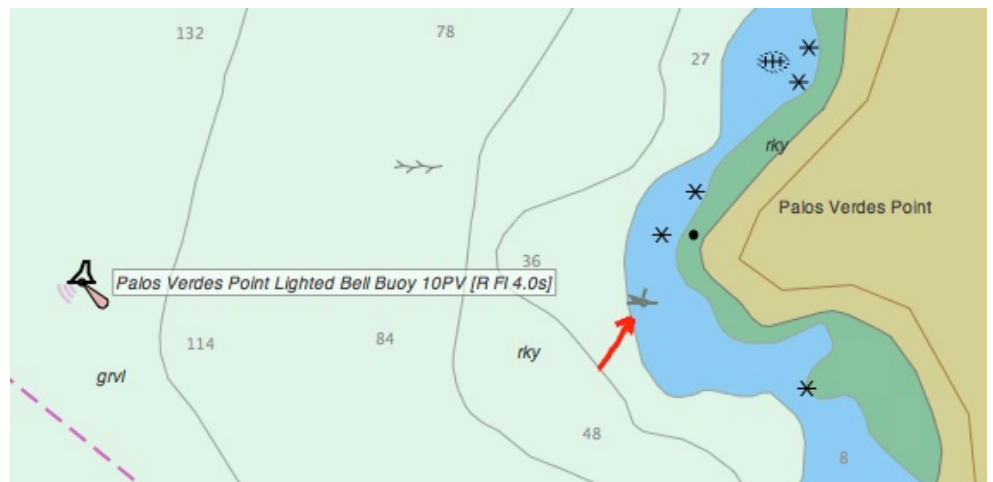 132
78
27
rky
Palos Verdes Point
36
Palos Verdes Point Lighted Bell Buoy 10PV [R Fl 4.0s]
114
84
rky
grvl
48
8